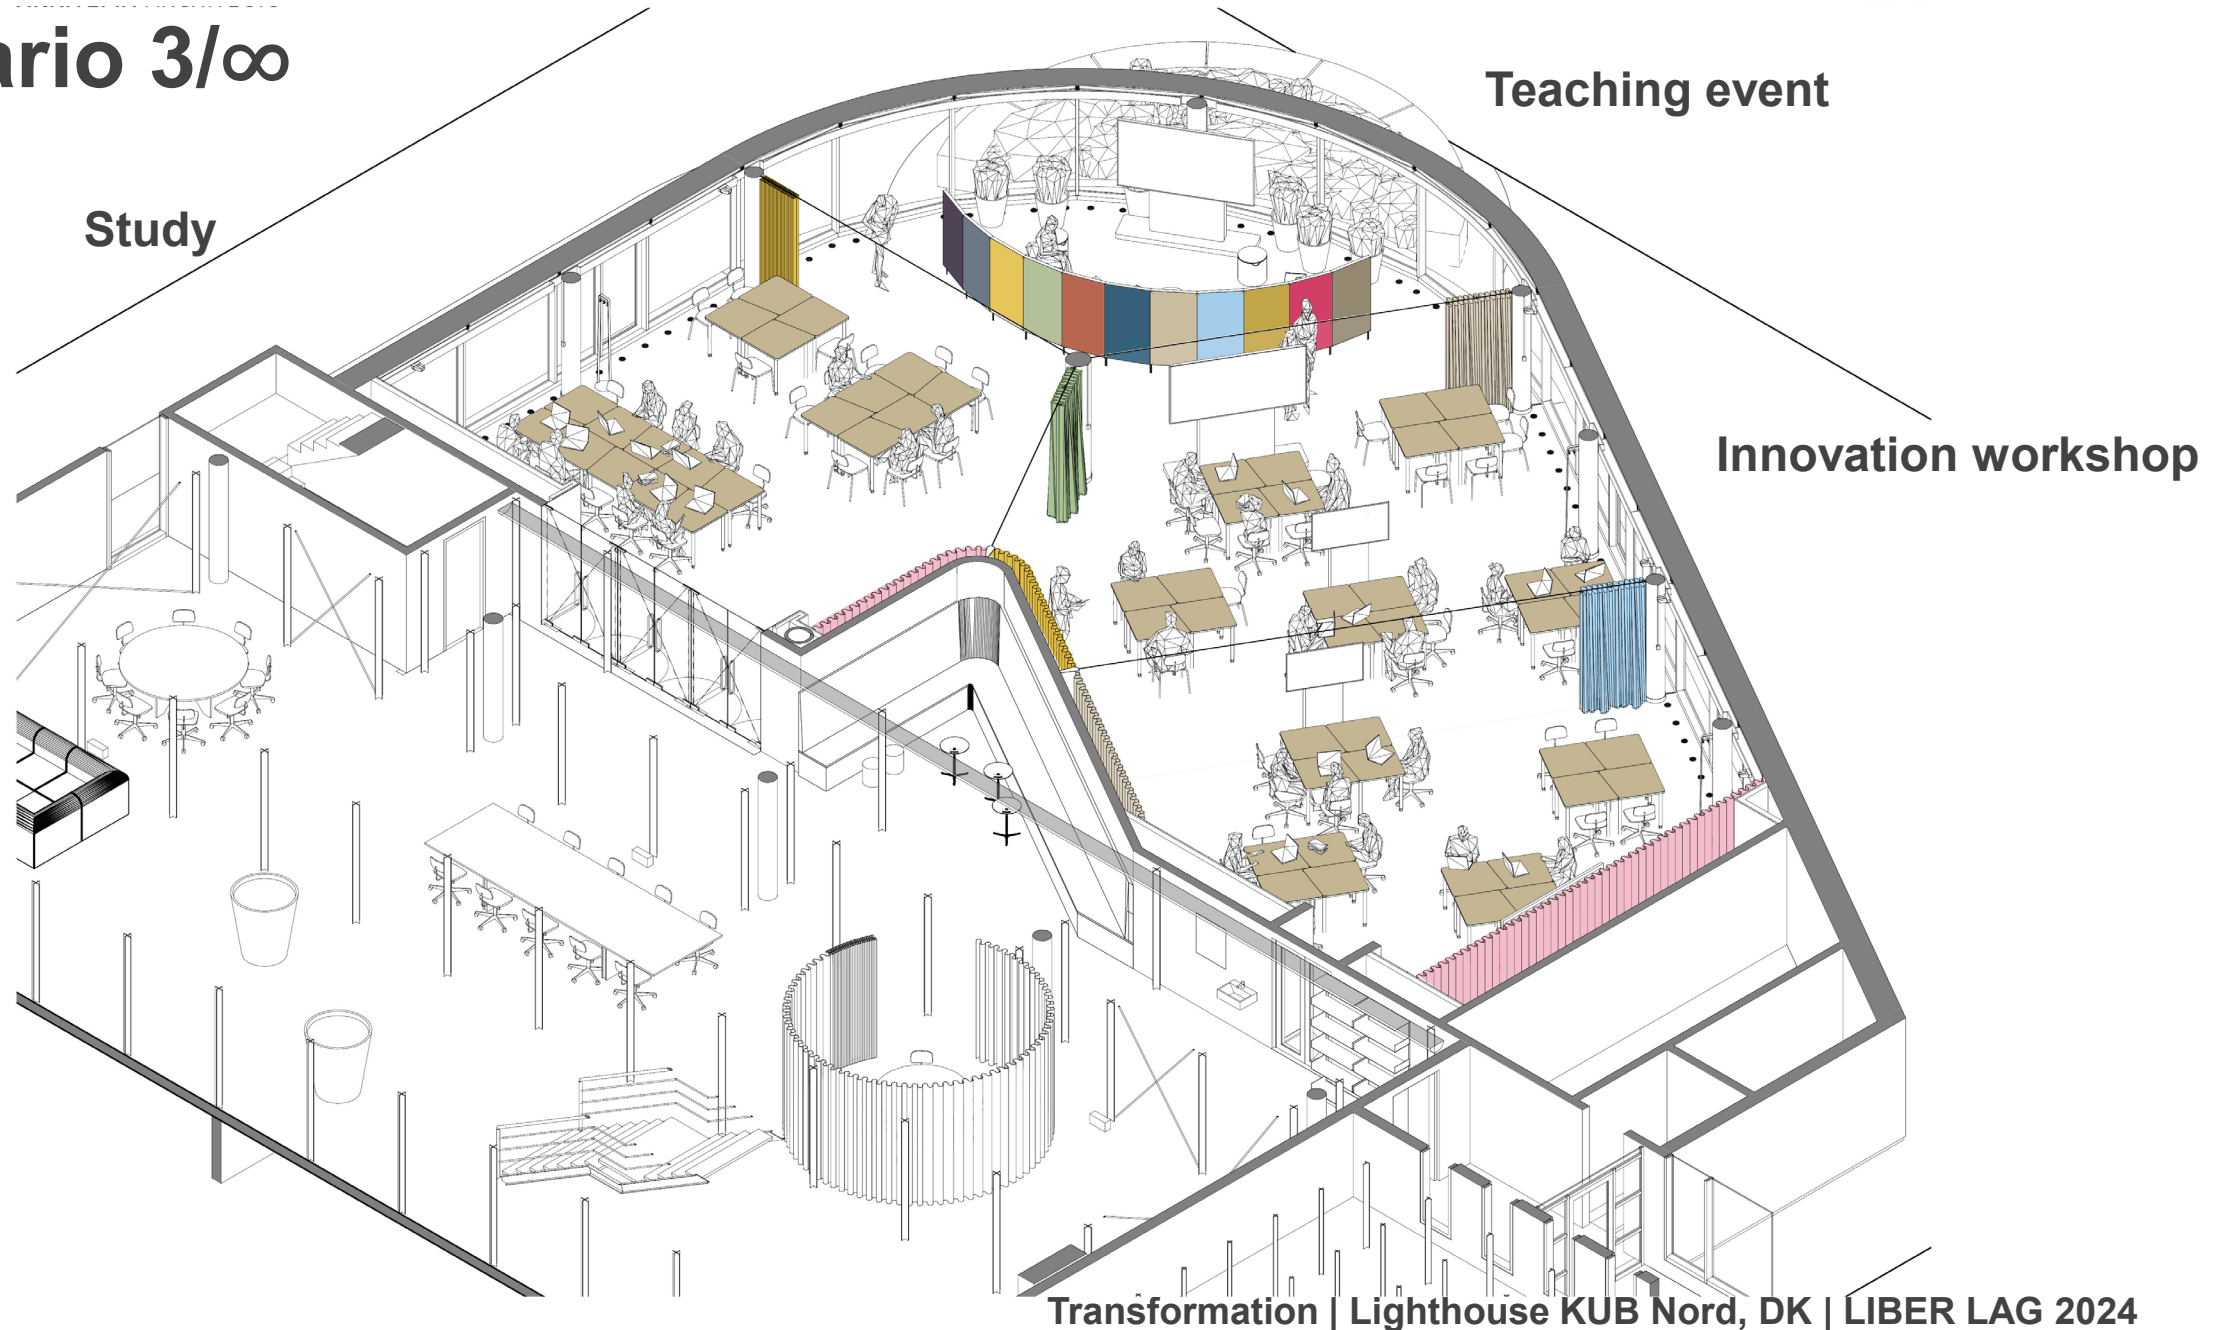 ario 3/∞
Teaching event
Study
Innovation workshop
Transformation | Lighthouse KUB Nord, DK | LIBER LAG 2024